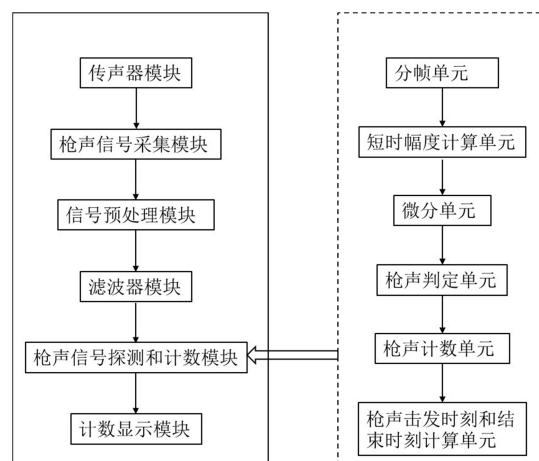 传声器模块
枪声信号采集模块
信号预处理模块
滤波器模块
枪声信号探测和计数模块
计数显示模块
分帧单元
短时幅度计算单元
微分单元
枪声判定单元
枪声计数单元
枪声击发时刻和结
束时刻计算单元